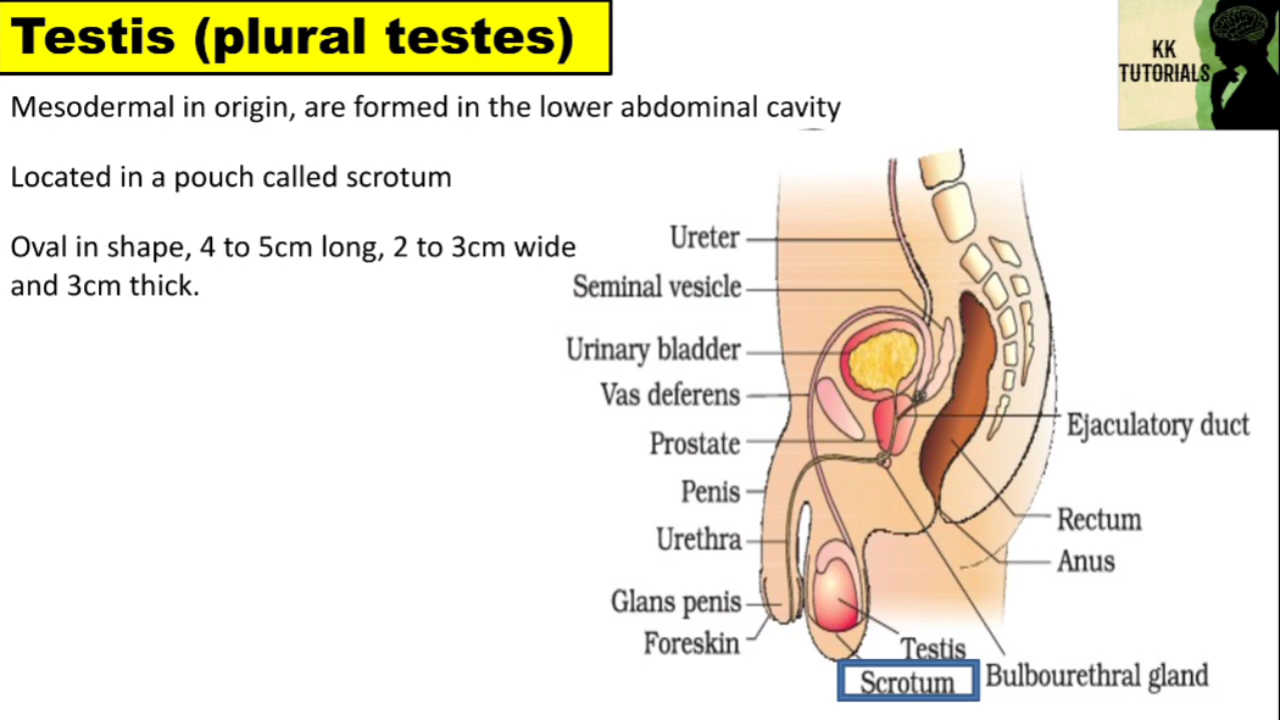 Testis (plural testes)
KK
TUTORIALS
Mesodermal in origin, are formed in the lower abdominal cavity
Located in a pouch called scrotum
Oval in shape, 4 to 5cm long, 2 to 3cm wide
and 3cm thick.
Ureter
Seminal vesicle
Urinary bladder
Vas deferens
Prostate
Penis
Urethra
Glans penis
Foreskin
Ejaculatory duct
Rectum
Anus
Testis
Scrotum
Bulbourethral gland